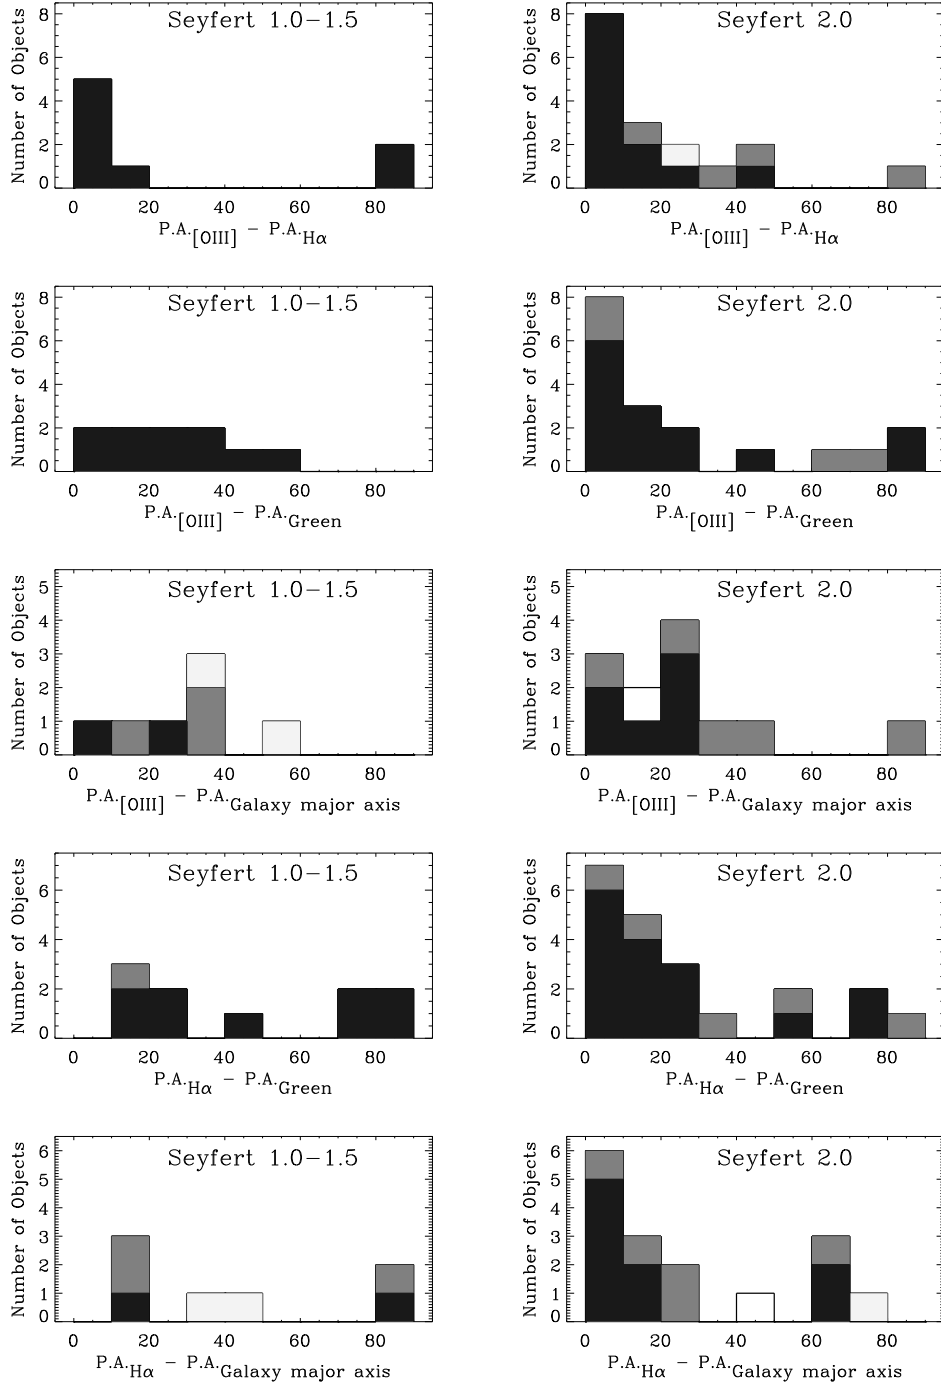 Seyfert 1.0−1.5
Number of Objects
8
6
4
2
0
0 20 40 60 80
P.A.[OIII] − P.A.Hα
Seyfert 2.0
Number of Objects
8
6
4
2
0
0 20 40 60 80
P.A.[OIII] − P.A.Hα
Seyfert 1.0−1.5
Number of Objects
8
6
4
2
0
0 20 40 60 80
P.A.[OIII] − P.A.Green
Seyfert 2.0
Number of Objects
8
6
4
2
0
0 20 40 60 80
P.A.[OIII] − P.A.Green
Seyfert 1.0−1.5
Number of Objects
5
4
3
2
1
0
0 20 40 60 80
P.A.[OIII] − P.A.Galaxy major axis
Seyfert 2.0
Number of Objects
5
4
3
2
1
0
0 20 40 60 80
P.A.[OIII] − P.A.Galaxy major axis
Seyfert 1.0−1.5
Number of Objects
6
4
2
0
0 20 40 60 80
P.A.Hα − P.A.Green
Seyfert 2.0
Number of Objects
6
4
2
0
0 20 40 60 80
P.A.Hα − P.A.Green
Seyfert 1.0−1.5
Number of Objects
6
5
4
3
2
1
0
0 20 40 60 80
P.A.Hα − P.A.Galaxy major axis
Seyfert 2.0
Number of Objects
6
5
4
3
2
1
0
0 20 40 60 80
P.A.Hα − P.A.Galaxy major axis